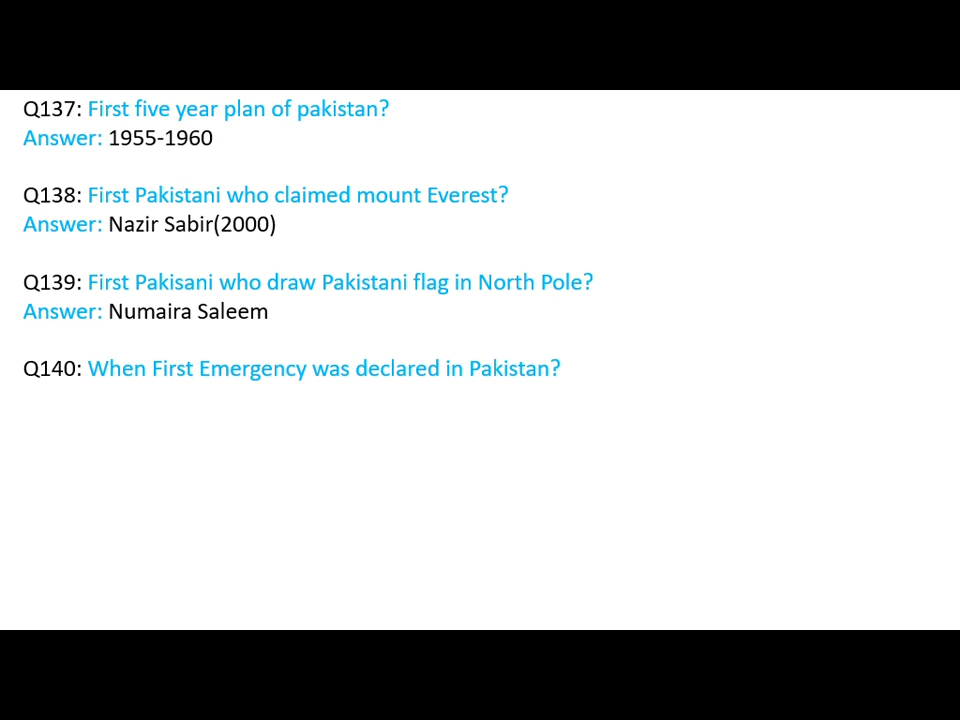 Q137: First five year plan of pakistan?
Answer: 1955-1960
Q138: First Pakistani who claimed mount Everest?
Answer: Nazir Sabir(2000)
Q139: First Pakisani who draw Pakistani flag in North Pole?
Answer: Numaira Saleem
Q140: When First Emergency was declared in Pakistan?